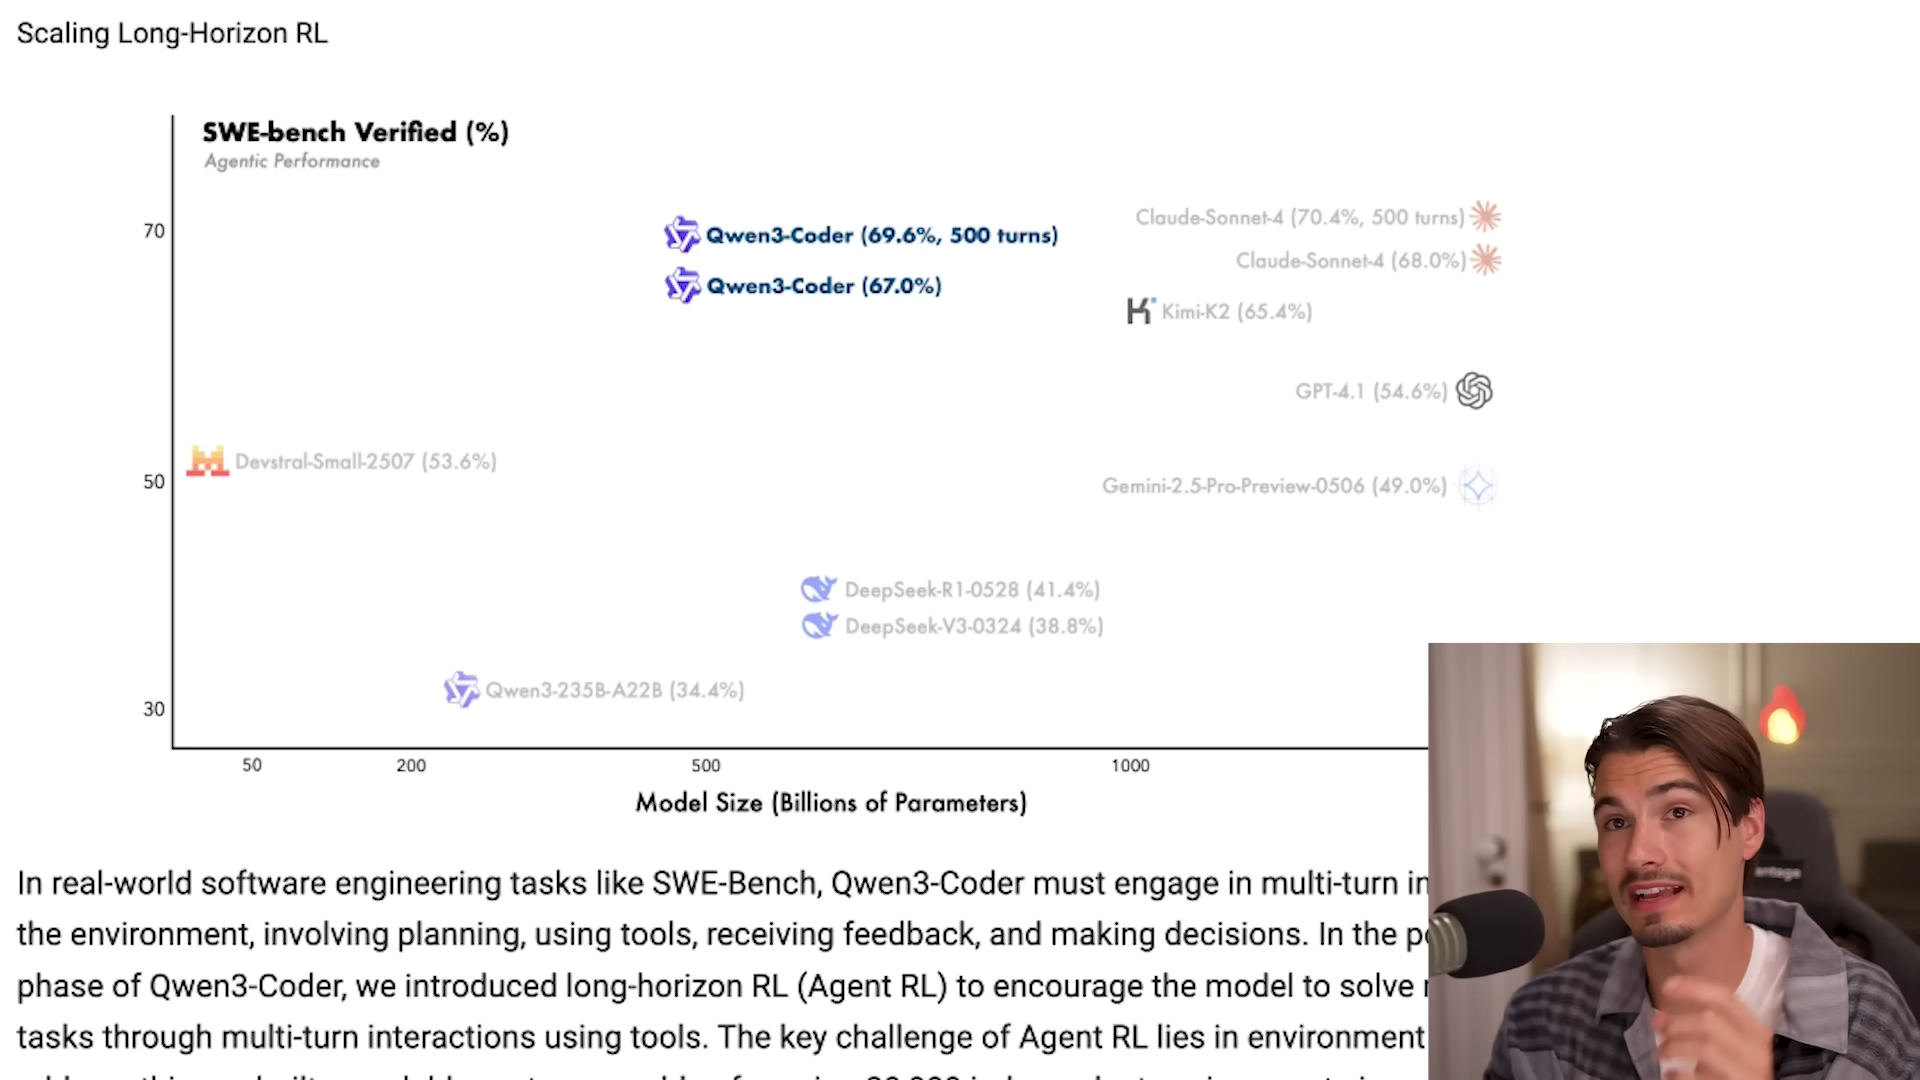 Scaling Long-Horizon RL
SWE-bench Verified (%)
Agentic Performance
70
Qwen3-Coder (69.6%, 500 turns)
Claude-Sonnet-4 (70.4%, 500 turns)
Qwen3-Coder (67.0%)
Claude-Sonnet-4 (68.0%)
Kimi-K2 (65.4%)
GPT-4.1 (54.6%)
Devstral-Small-2507 (53.6%)
50
Gemini-2.5-Pro-Preview-0506 (49.0%)
DeepSeek-R1-0528 (41.4%)
DeepSeek-V3-0324 (38.8%)
Qwen3-235B-A22B (34.4%)
30
50 200 500 1000
Model Size (Billions of Parameters)
In real-world software engineering tasks like SWE-Bench, Qwen3-Coder must engage in multi-turn
the environment, involving planning, using tools, receiving feedback, and making decisions. In the
phase of Qwen3-Coder, we introduced long-horizon RL (Agent RL) to encourage the model to solve
tasks through multi-turn interactions using tools. The key challenge of Agent RL lies in environment